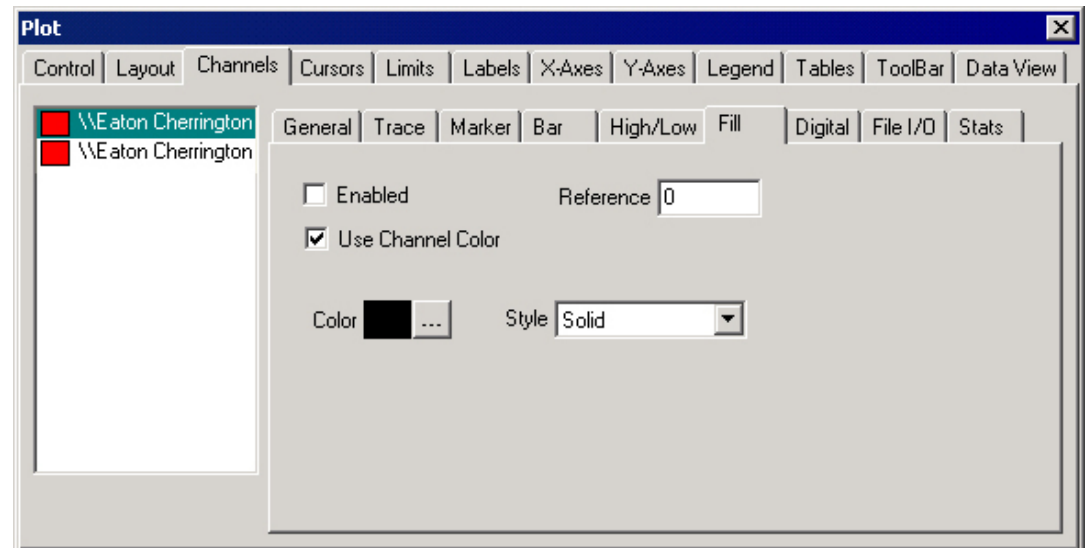 Plot
Control Layout Channels Cursors Limits Labels X-Axes Y-Axes Legend Tables ToolBar Data View
\\Eaton Cherrington
\\Eaton Cherrington
General Trace Marker Bar High/Low Fill Digital File I/O Stats
Enabled Reference 0
Use Channel Color
Color ... Style Solid